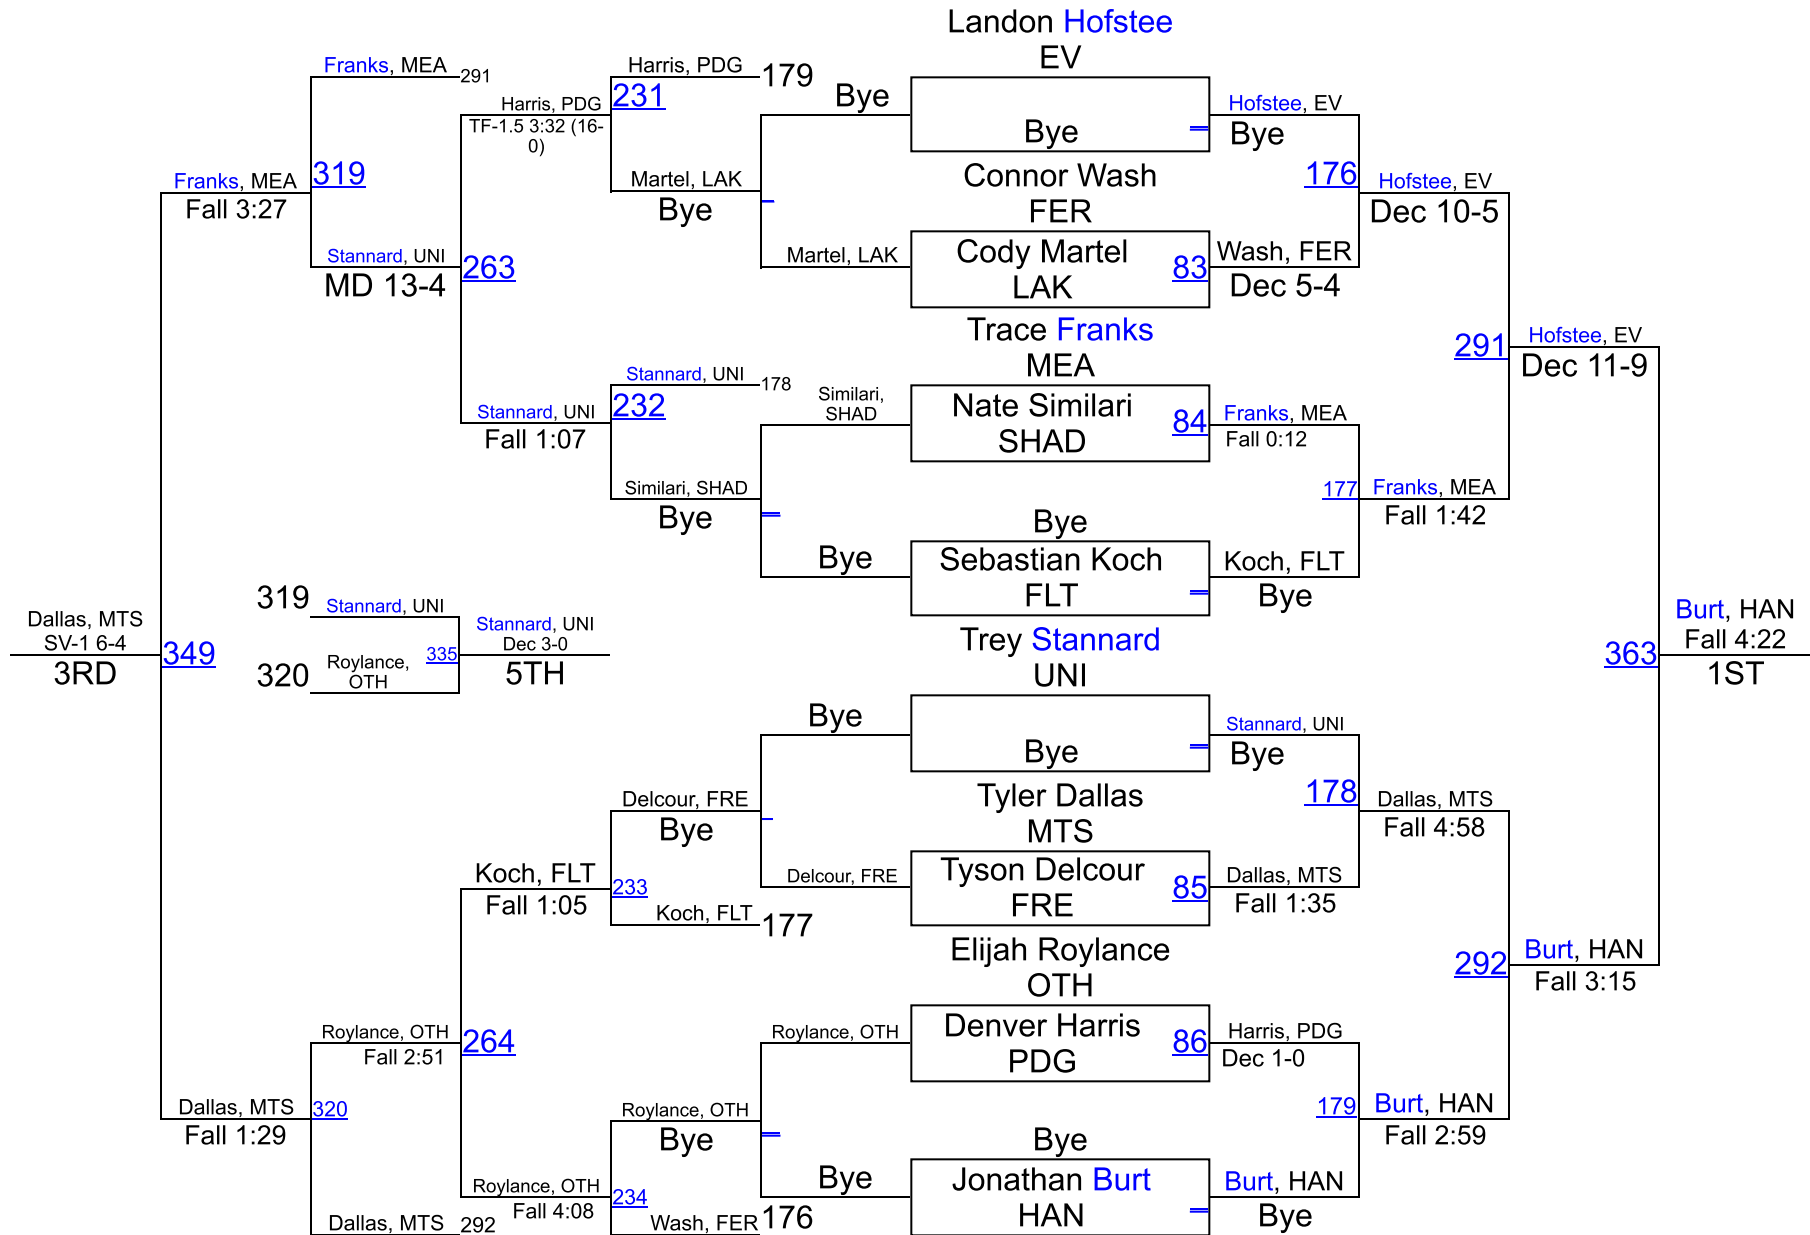 Landon Hofstee
EV
Franks, MEA
291
Harris, PDG
179
Bye
Harris, PDG
231
TF-1.5 3:32 (16-
0)
Hofstee, EV
Bye
Bye
Connor Wash
FER
319
176
Franks, MEA
Fall 3:27
Martel, LAK
Bye
Hofstee, EV
Dec 10-5
Stannard, UNI
263
MD 13-4
Martel, LAK
Cody Martel
LAK
83
Wash, FER
Dec 5-4
Trace Franks
MEA
291
Hofstee, EV
Dec 11-9
Stannard, UNI
178
Stannard, UNI
232
Fall 1:07
Similari,
SHAD
Nate Similari
SHAD
84
Franks, MEA
Fall 0:12
Similari, SHAD
Bye
177
Franks, MEA
Fall 1:42
Bye
Bye
Sebastian Koch
FLT
Koch, FLT
Bye
319
Stannard, UNI
Dallas, MTS
SV-1 6-4
3RD
349
320
Roylance,
OTH
335
Stannard, UNI
Dec 3-0
5TH
Trey Stannard
UNI
363
Burt, HAN
Fall 4:22
1ST
Bye
Bye
Stannard, UNI
Bye
Delcour, FRE
Bye
Tyler Dallas
MTS
178
Dallas, MTS
Fall 4:58
Koch, FLT
Fall 1:05
233
Delcour, FRE
Tyson Delcour
FRE
85
Dallas, MTS
Fall 1:35
Koch, FLT
177
Elijah Roylance
OTH
292
Burt, HAN
Fall 3:15
Roylance, OTH
Fall 2:51
264
Roylance, OTH
Denver Harris
PDG
86
Harris, PDG
Dec 1-0
Dallas, MTS
Fall 1:29
320
Roylance, OTH
Bye
179
Burt, HAN
Fall 2:59
Bye
Roylance, OTH
Fall 4:08
234
Bye
Jonathan Burt
HAN
Burt, HAN
Bye
Dallas, MTS
292
Wash, FER
176